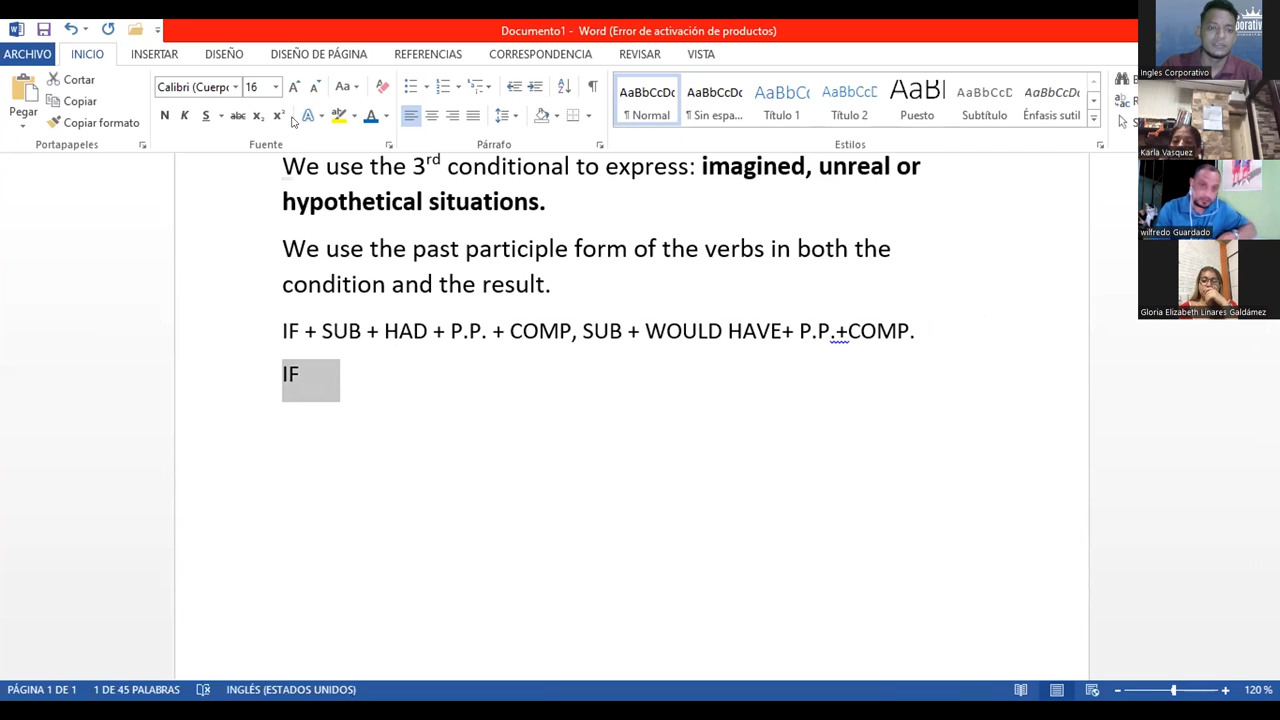 Documento1 - Word (Error de activación de productos)
ARCHIVO INICIO INSERTAR DISEÑO DISEÑO DE PÁGINA REFERENCIAS CORRESPONDENCIA REVISAR VISTA
Pegar
Cortar
Copiar
Copiar formato
Portapapeles
Calibri (Cuerpo 16
Fuente
Párrafo
AaBbCcDc AaBbCcDc AaBbCc AaBbCcD AaBl AaBbCcD AaBbCcDc
¶ Normal ¶ Sin espa... Título 1 Título 2 Puesto Subtítulo Énfasis sutil
Estilos
We use the 3rd conditional to express: imagined, unreal or
hypothetical situations.
We use the past participle form of the verbs in both the
condition and the result.
IF + SUB + HAD + P.P. + COMP, SUB + WOULD HAVE+ P.P.+COMP.
IF
Ingles Corporativo
Karla Vasquez
wilfredo Guardado
Gloria Elizabeth Linares Galdámez
PÁGINA 1 DE 1 1 DE 45 PALABRAS INGLÉS (ESTADOS UNIDOS) 120 %